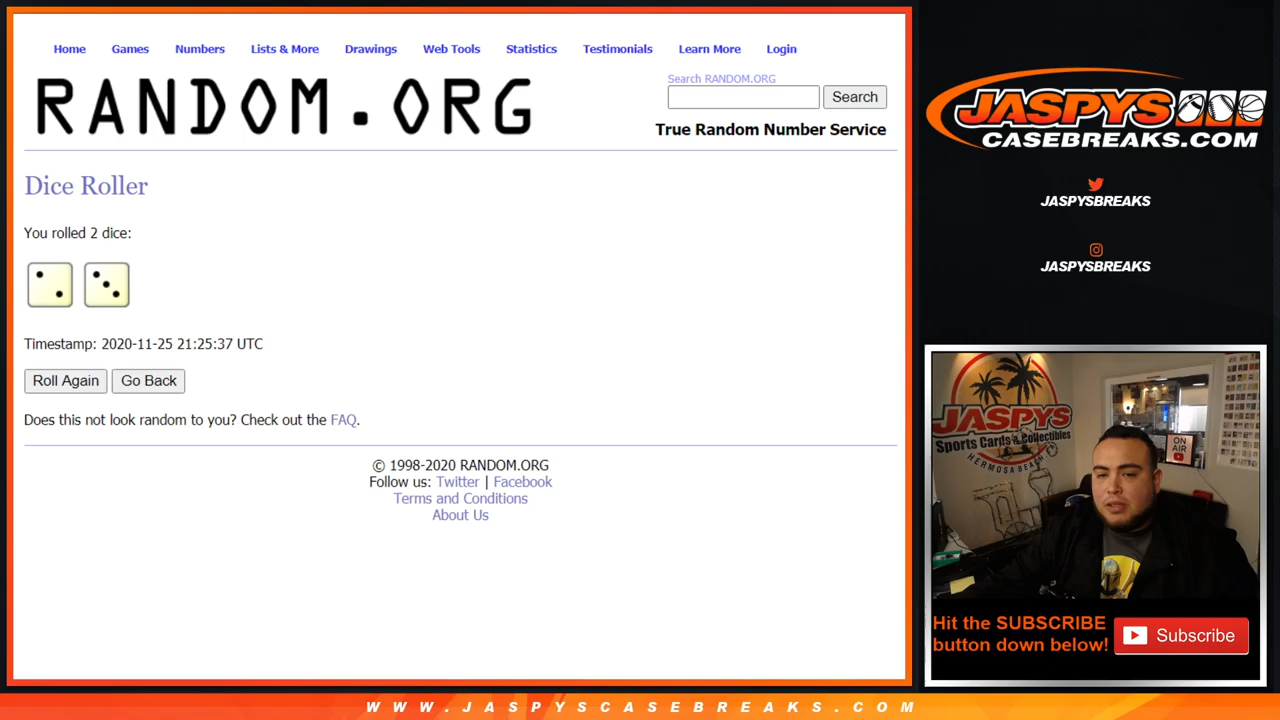 Home Games Numbers Lists & More Drawings Web Tools Statistics Testimonials Learn More Login
RANDOM.ORG
Search RANDOM.ORG
Search
True Random Number Service
Dice Roller
You rolled 2 dice:
Timestamp: 2020-11-25 21:25:37 UTC
Roll Again Go Back
Does this not look random to you? Check out the FAQ.
© 1998-2020 RANDOM.ORG
Follow us: Twitter | Facebook
Terms and Conditions
About Us
JASPYS
CASEBREAKS.COM
JASPYSBREAKS
JASPYSBREAKS
JASPYS
Sports Cards & Collectibles
HERMOSA BEACH
ON
AIR
Hit the SUBSCRIBE
button down below!
Subscribe
WWW.JASPYSCASEBREAKS.COM